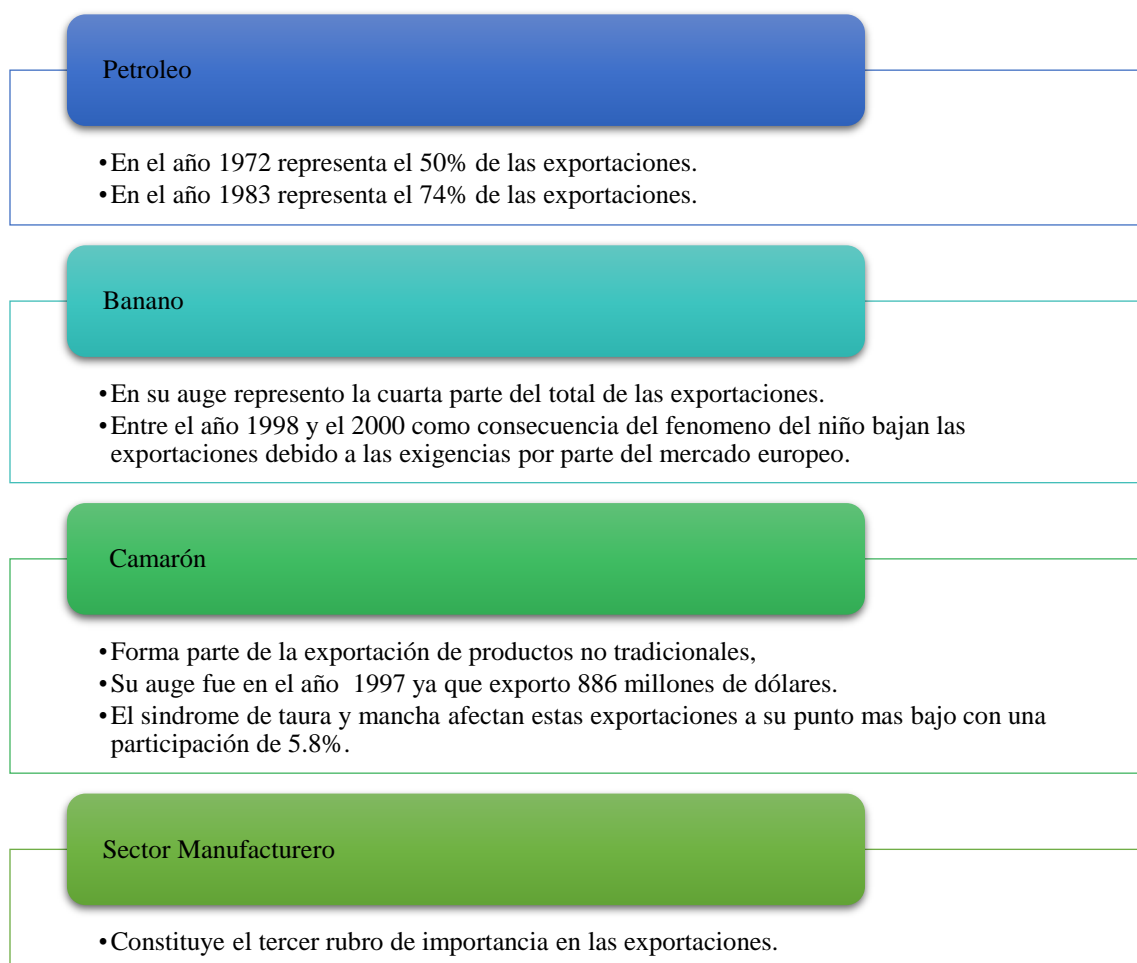 Petroleo
•En el año 1972 representa el 50% de las exportaciones.
•En el año 1983 representa el 74% de las exportaciones.
Banano
•En su auge represento la cuarta parte del total de las exportaciones.
•Entre el año 1998 y el 2000 como consecuencia del fenomeno del niño bajan las
exportaciones debido a las exigencias por parte del mercado europeo.
Camarón
•Forma parte de la exportación de productos no tradicionales,
•Su auge fue en el año 1997 ya que exporto 886 millones de dólares.
•El sindrome de taura y mancha afectan estas exportaciones a su punto mas bajo con una
participación de 5.8%.
Sector Manufacturero
•Constituye el tercer rubro de importancia en las exportaciones.